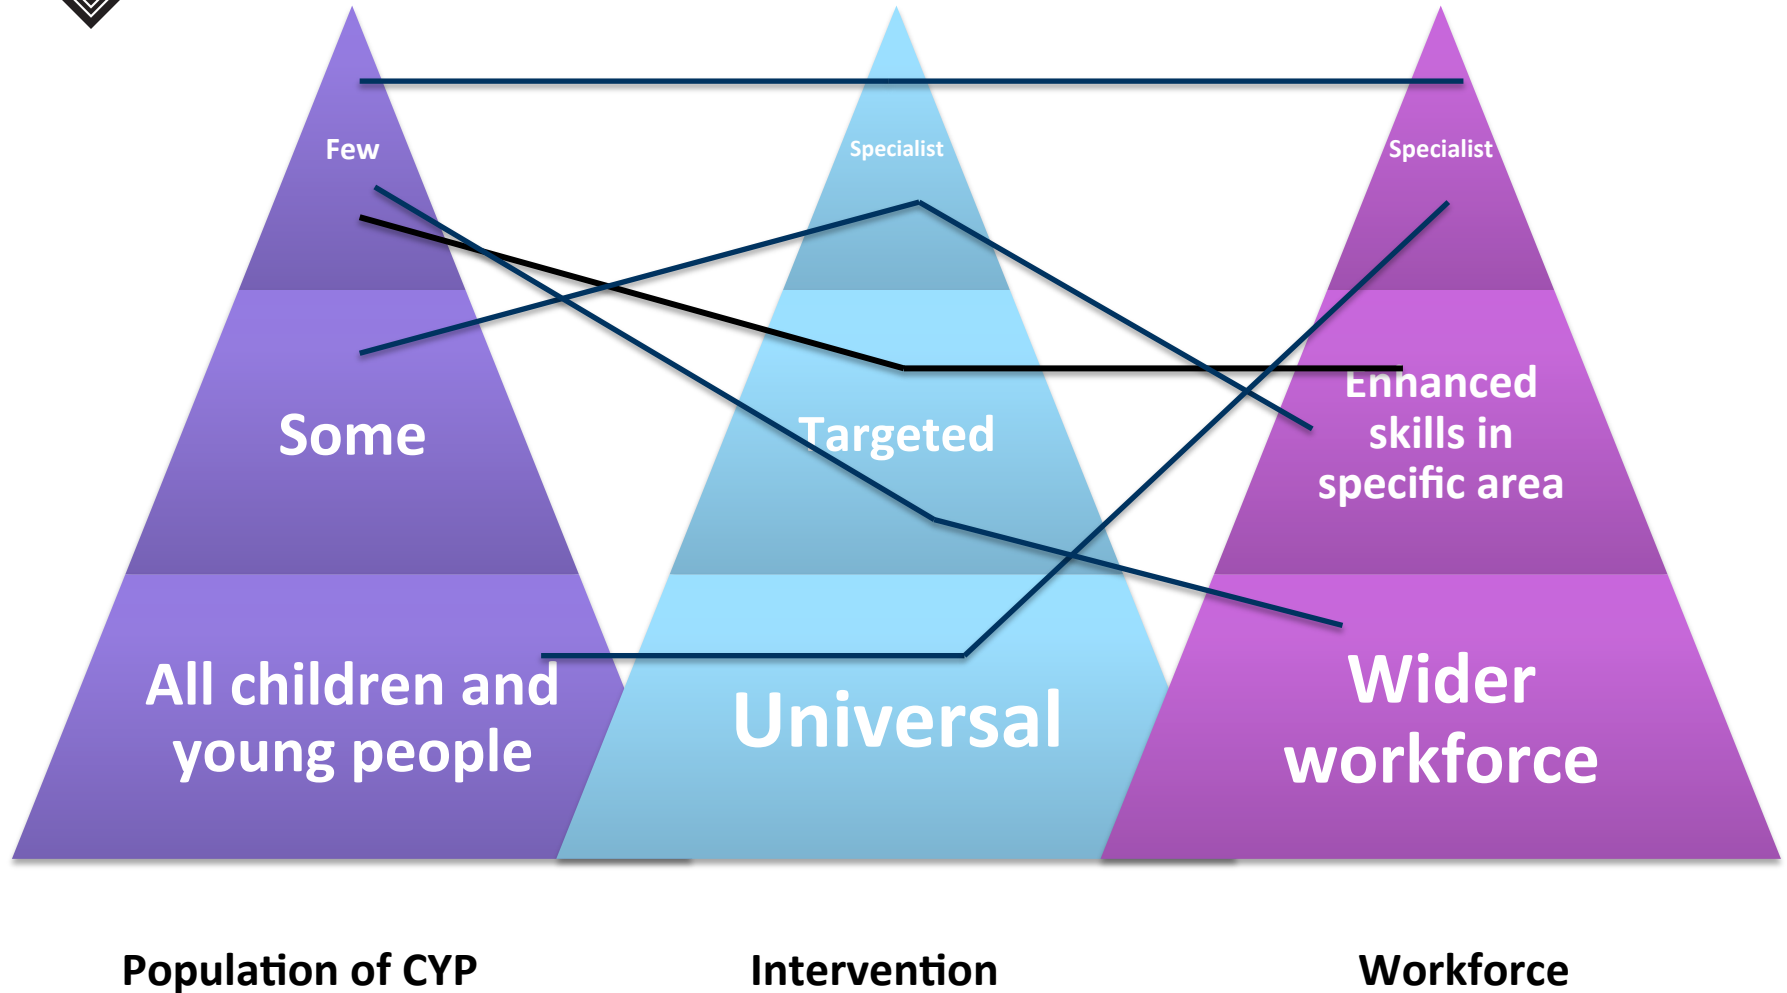 Few
Some
All children and
young people
Specialist
Targeted
Universal
Specialist
Enhanced
skills in
specific area
Wider
workforce
Population of CYP
Intervention
Workforce